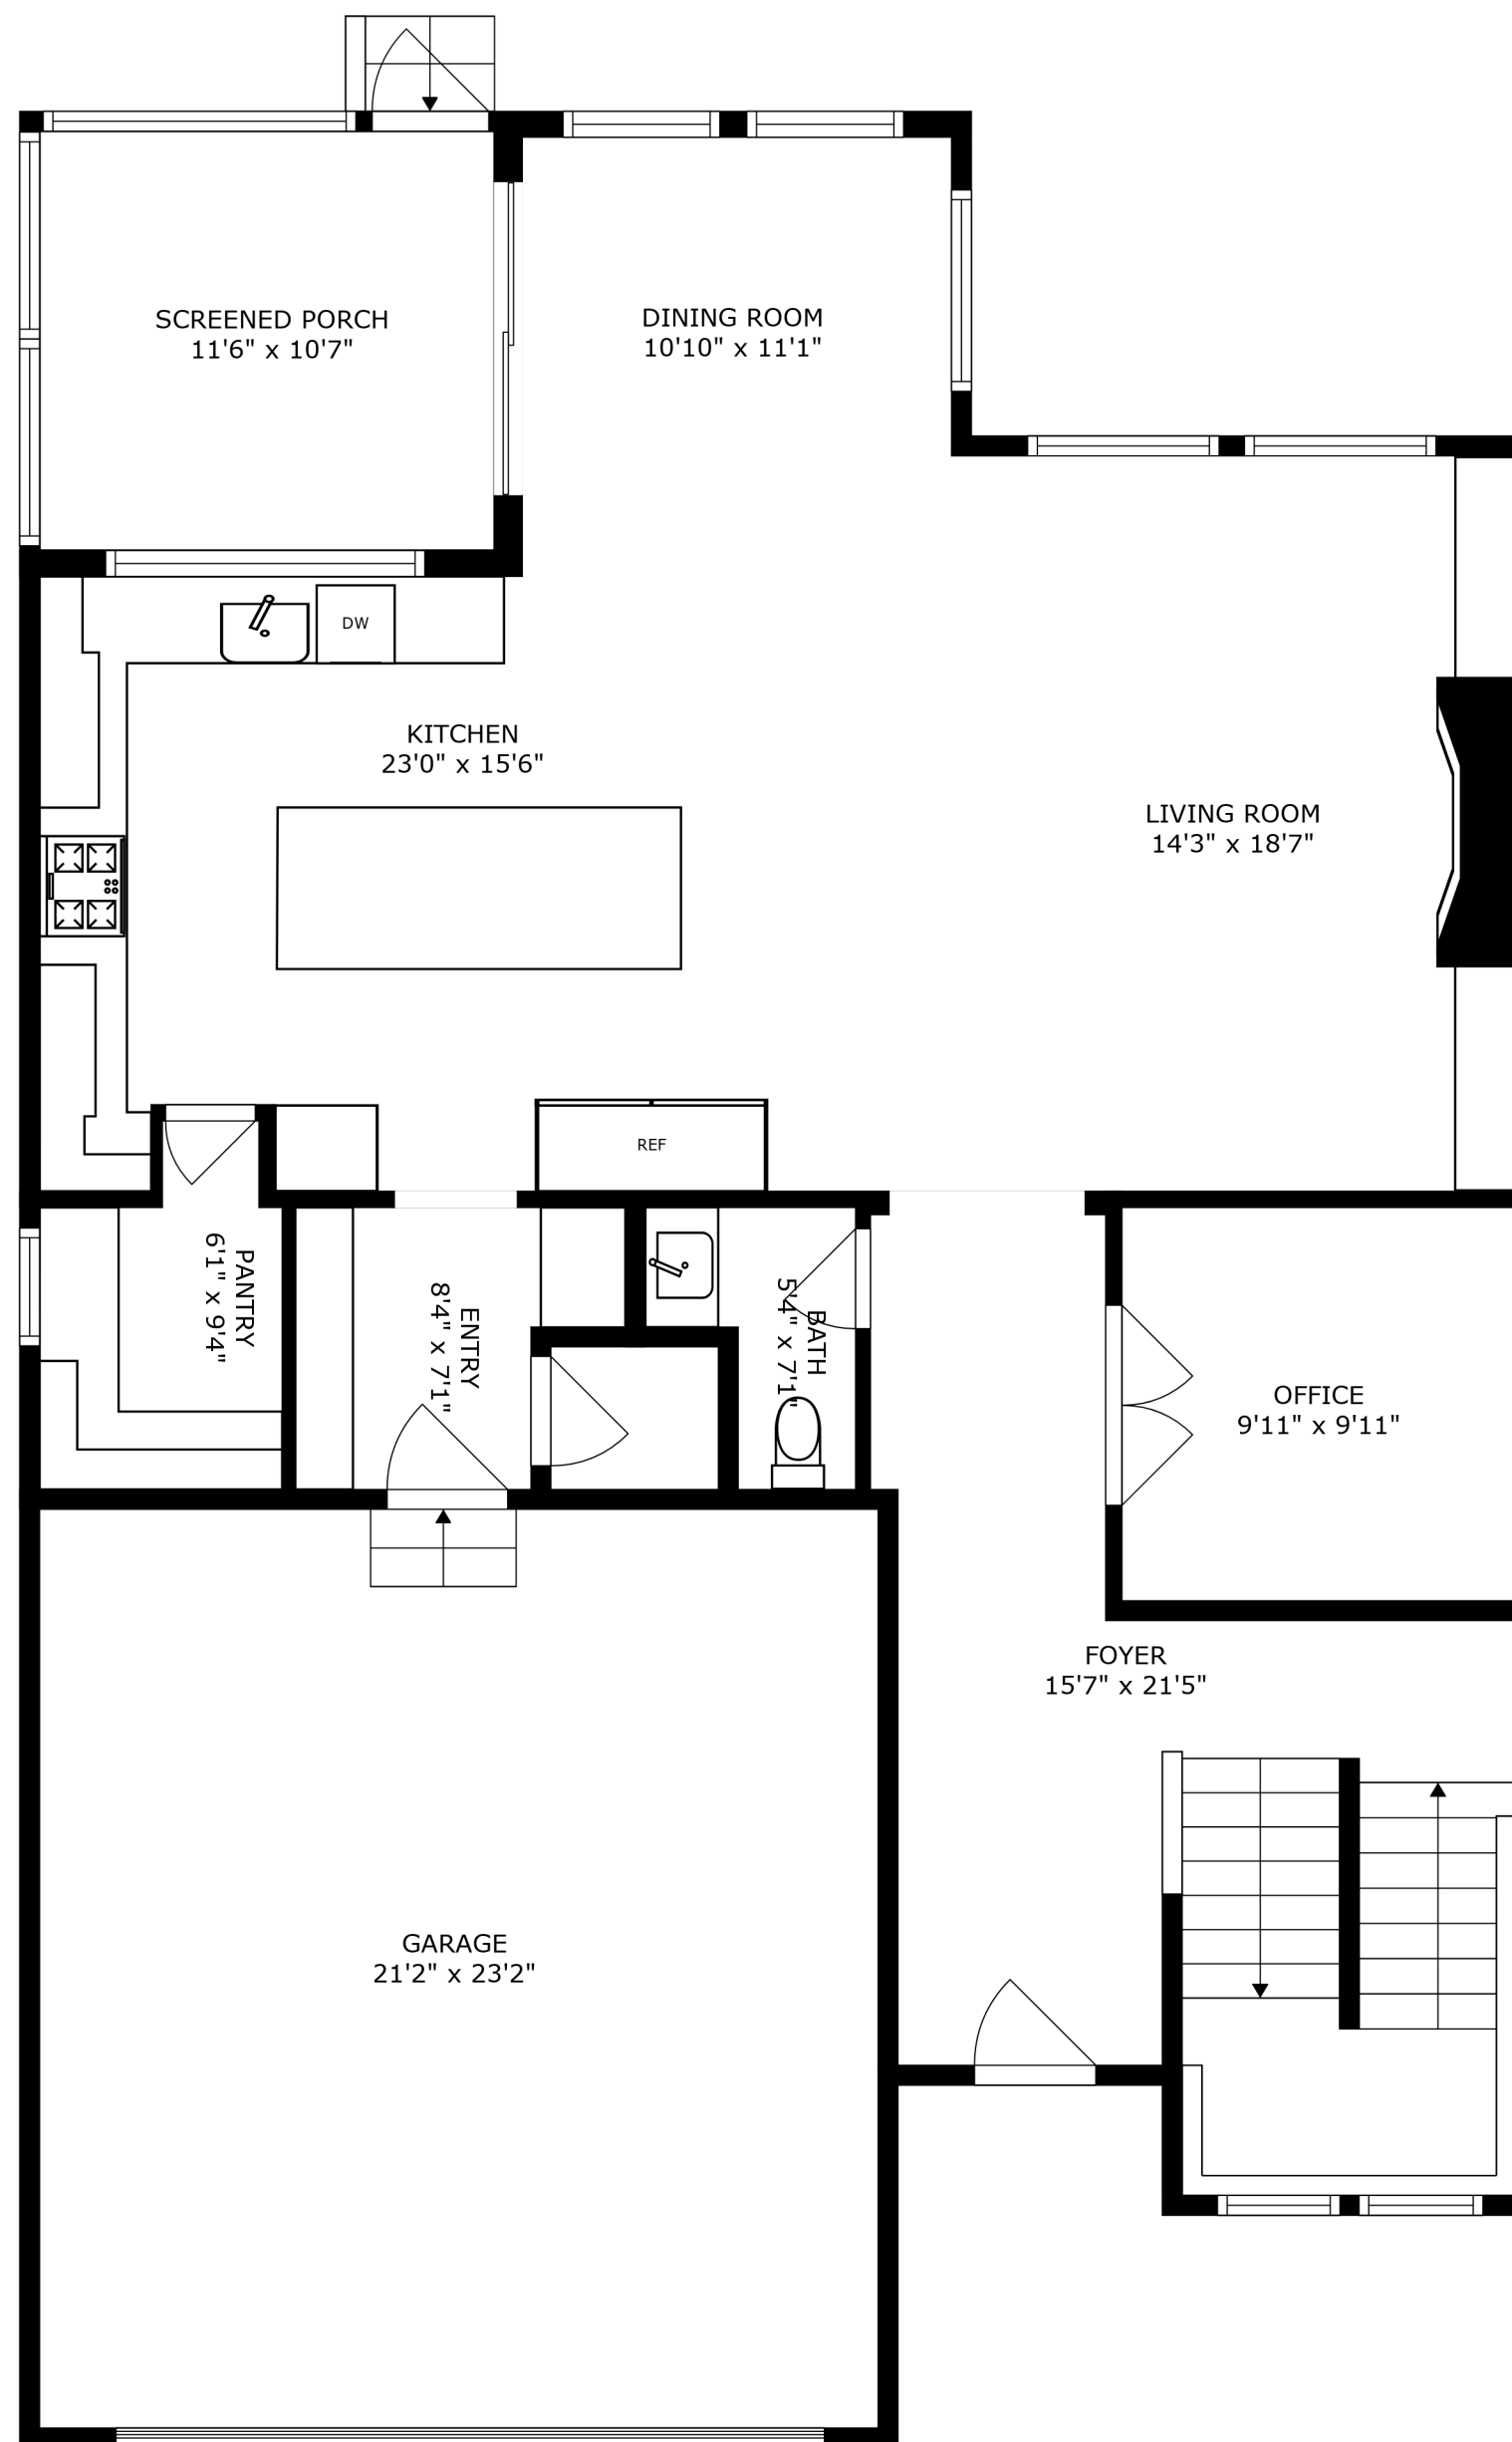 SCREENED PORCH
11'6" x 10'7"
DINING ROOM
10'10" x 11'1"
DW
KITCHEN
23'0" x 15'6"
LIVING ROOM
14'3" x 18'7"
REF
PANTRY
6'1" x 9'4"
ENTRY
8'4" x 7'1"
BATH
5'4" x 7'1"
OFFICE
9'11" x 9'11"
FOYER
15'7" x 21'5"
GARAGE
21'2" x 23'2"